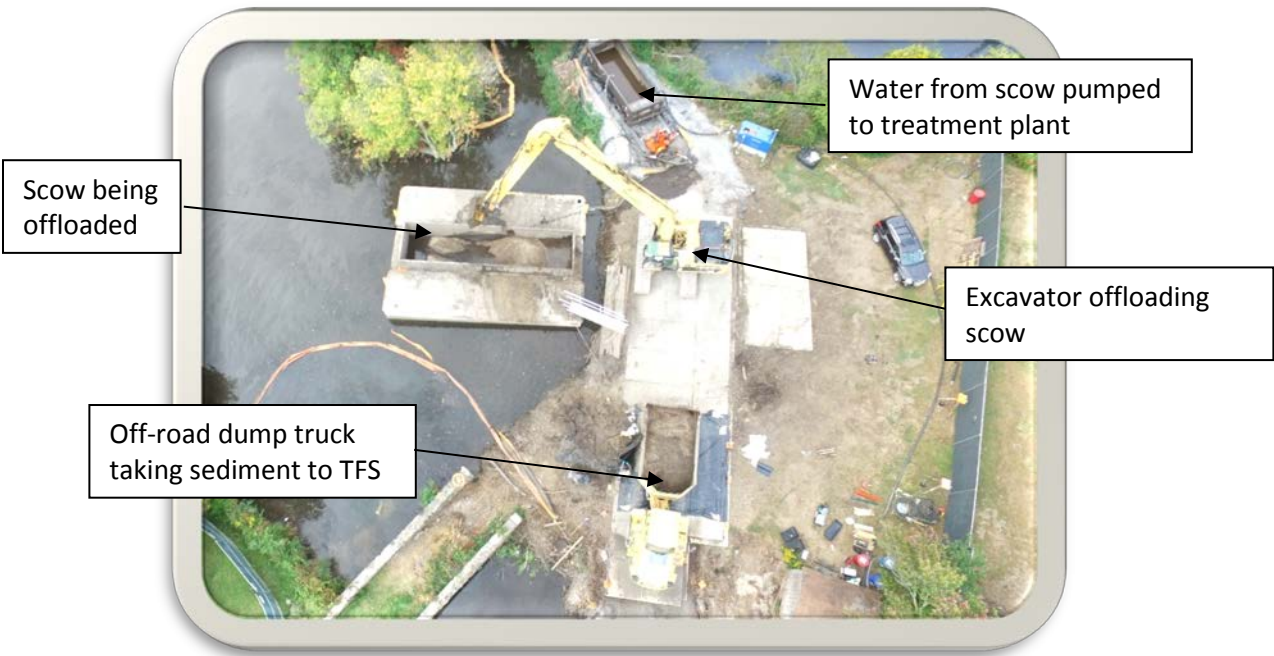 Water from scow pumped
to treatment plant
Scow being
offloaded
Excavator offloading
scow
Off-road dump truck
taking sediment to TFS